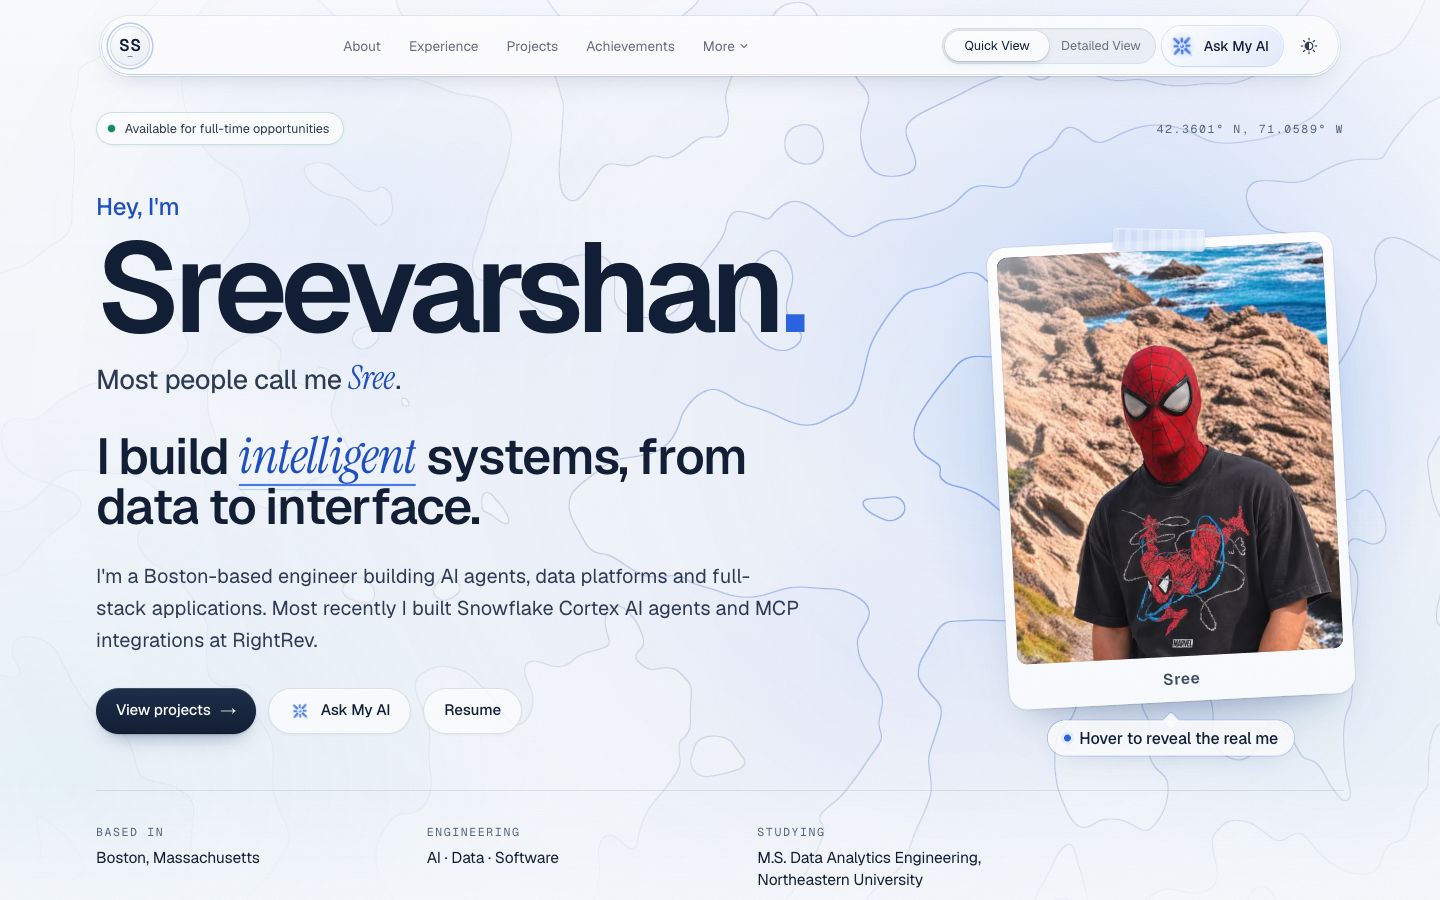 SS
About
Experience
Projects
Achievements
More
Quick View
Detailed View
Ask My AI
Available for full-time opportunities
42.3601° N, 71.0589° W
Hey, I'm
Sreevarshan.
Most people call me Sree.
I build intelligent systems, from
data to interface.
I'm a Boston-based engineer building AI agents, data platforms and full-
stack applications. Most recently I built Snowflake Cortex AI agents and MCP
integrations at RightRev.
View projects →
Ask My AI
Resume
MARVEL
Sree
Hover to reveal the real me
BASED IN
Boston, Massachusetts
ENGINEERING
AI · Data · Software
STUDYING
M.S. Data Analytics Engineering,
Northeastern University